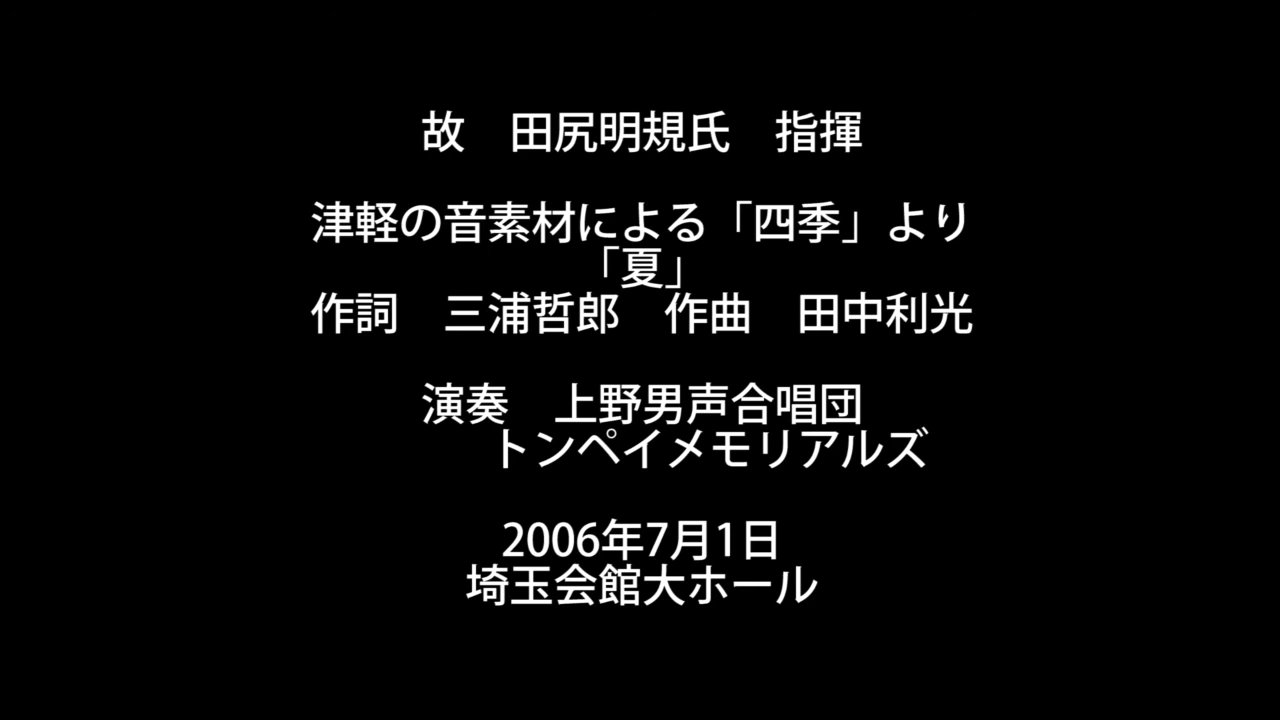 故　田尻明規氏　指揮
津軽の音素材による「四季」より
「夏」
作詞　三浦哲郎　作曲　田中利光
演奏　上野男声合唱団
トンペイメモリアルズ
2006年7月1日
埼玉会館大ホール